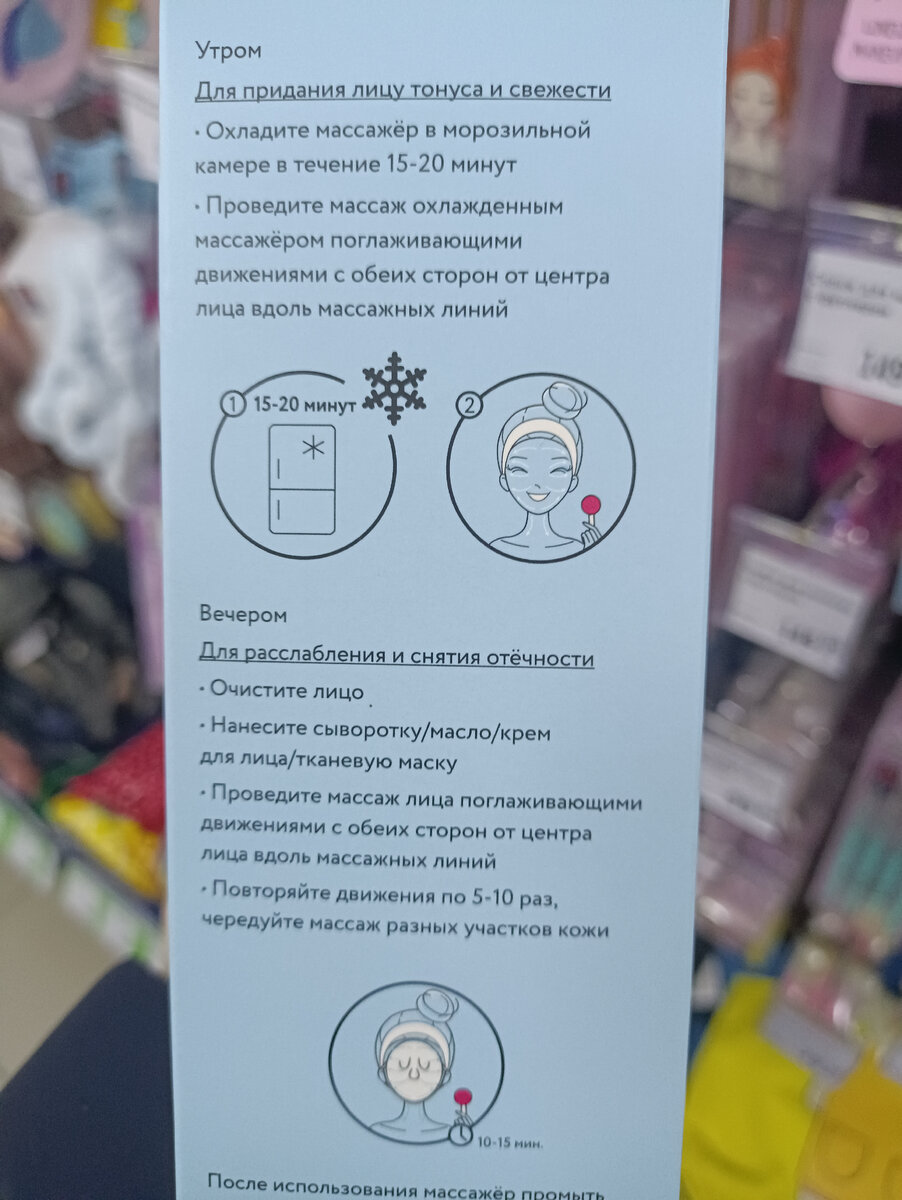 Утром
Для придания лицу тонуса и свежести
· Охладите массажёр в морозильной
камере в течение 15-20 минут
· Проведите массаж охлажденным
массажёром поглаживающими
движениями с обеих сторон от центра
лица вдоль массажных линий
1 15-20 минут
2
Вечером
Для расслабления и снятия отёчности
· Очистите лицо
· Нанесите сыворотку/масло/крем
для лица/тканевую маску
· Проведите массаж лица поглаживающими
движениями с обеих сторон от центра
лица вдоль массажных линий
· Повторяйте движения по 5-10 раз,
чередуйте массаж разных участков кожи
10-15 мин.
После использования массажёр промыть